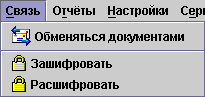 Связь Отчёты Настройки
Обменяться документами
Зашифровать
Расшифровать